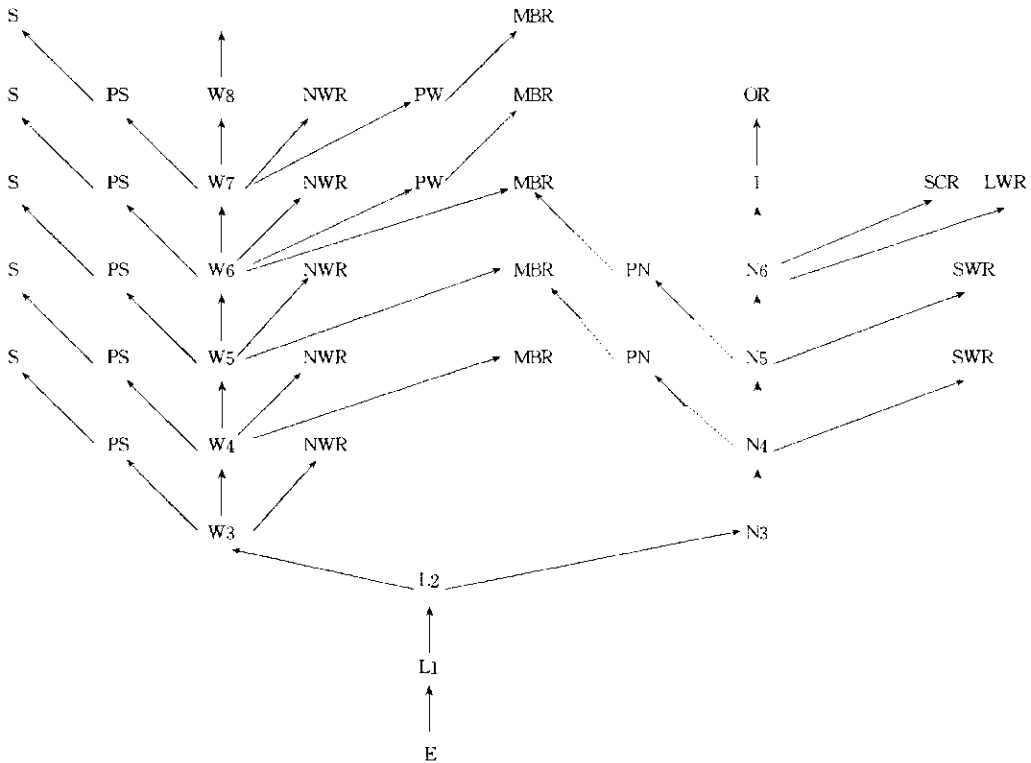 S MBR
S PS W8 NWR PW MBR OR
S PS W7 NWR PW MBR I SCR LWR
S PS W6 NWR MBR PN N6 SWR
S PS W5 NWR MBR PN N5 SWR
PS W4 NWR N4
W3 N3
L2
L1
E